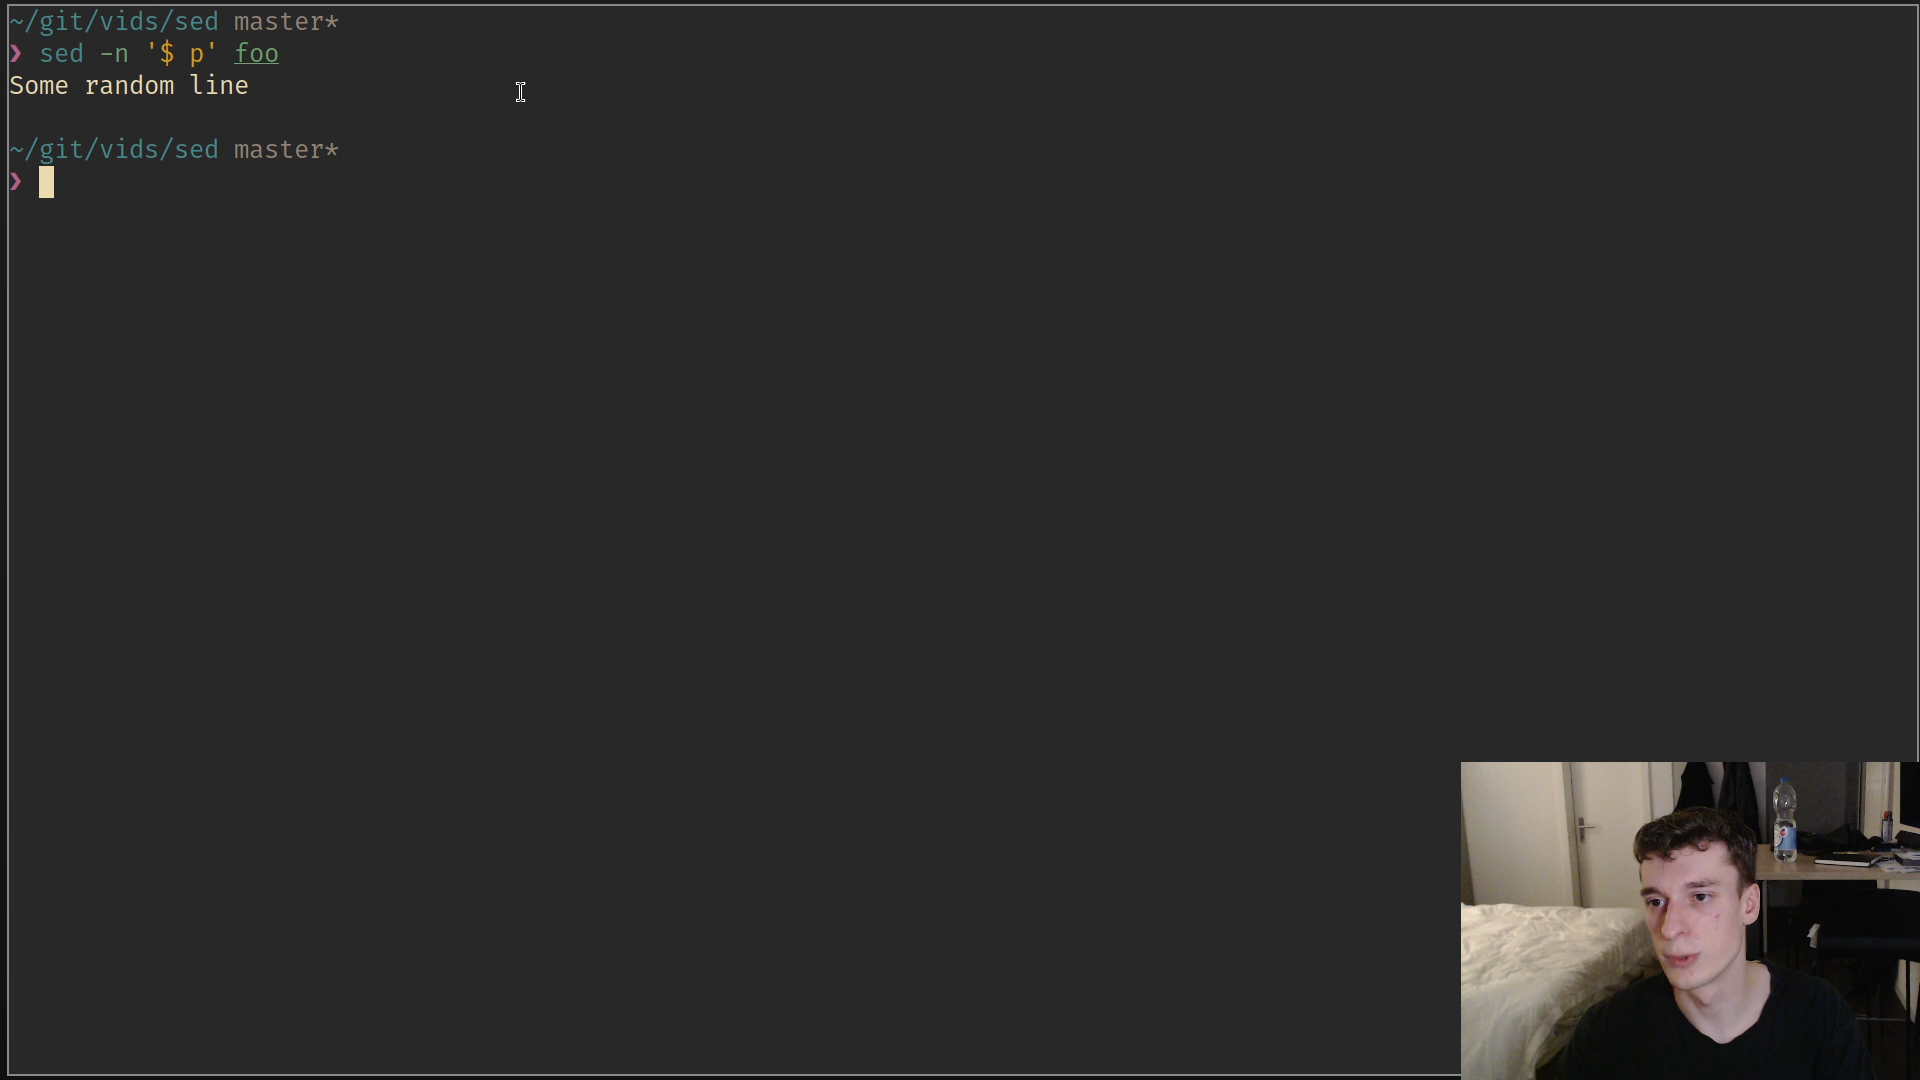 ~/git/vids/sed master*
❯ sed -n '$ p' foo
Some random line
~/git/vids/sed master*
❯